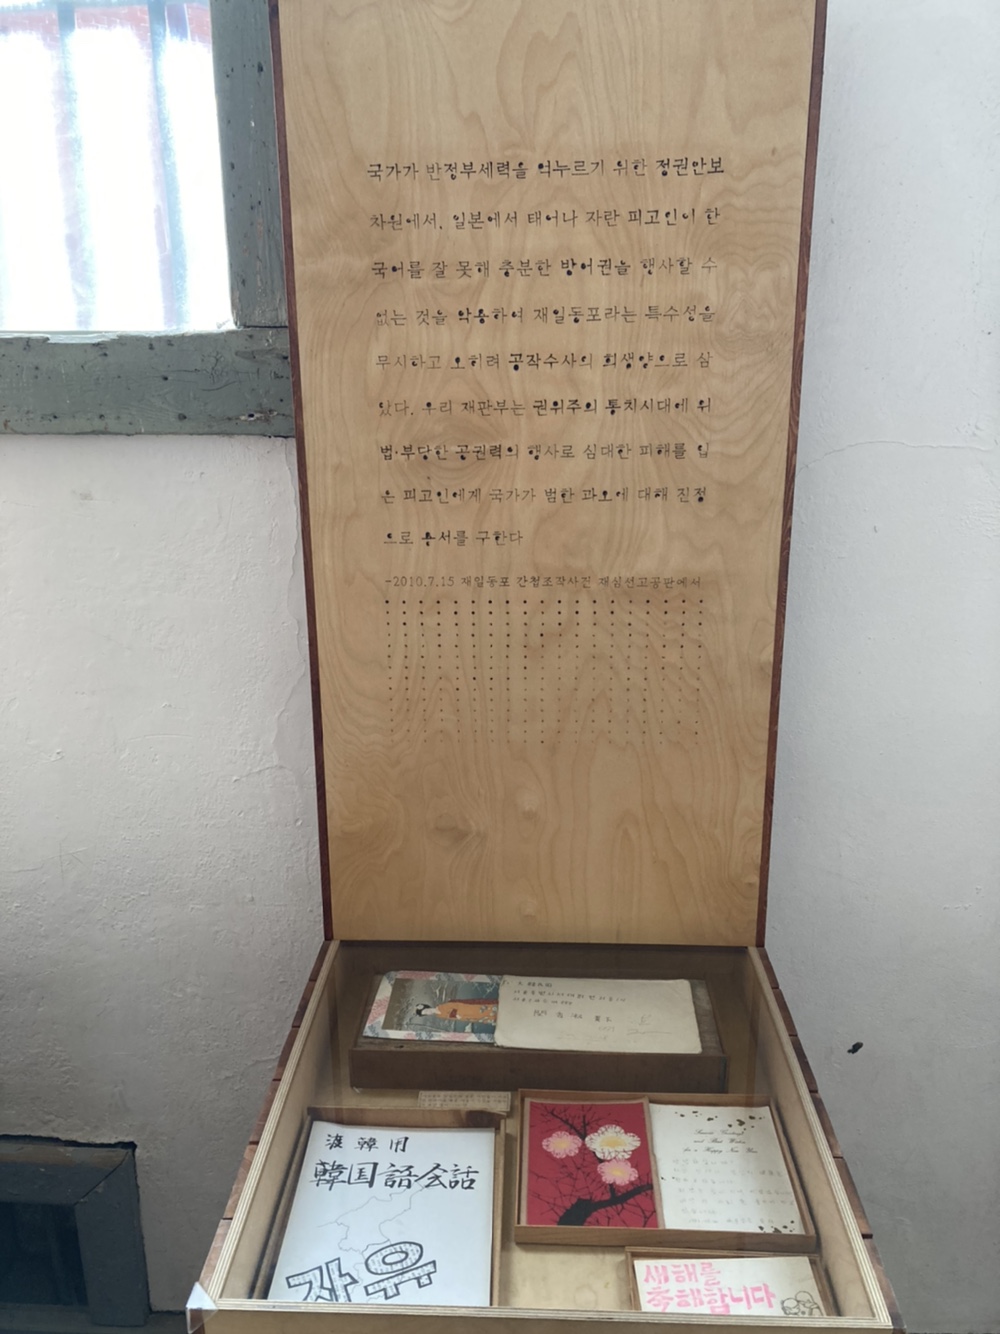 국가가 반정부세력을 억누르기 위한 정권안보
차원에서, 일본에서 태어나 자란 피고인이 한
국어를 잘 못해 충분한 방어권을 행사할 수
없는 것을 악용하여 재일동포라는 특수성을
무시하고 오히려 공작수사의 희생양으로 삼
았다. 우리 재판부는 권위주의 통치시대에 위
법·부당한 공권력의 행사로 심대한 피해를 입
은 피고인에게 국가가 범한 과오에 대해 진정
으로 용서를 구한다
-2010.7.15 재일동포 간첩조작사건 재심선고공판에서
渡韓用
韓国語会話
자유
Season's Greetings
and Best Wishes
for a Happy New Year
새해를
축해합니다